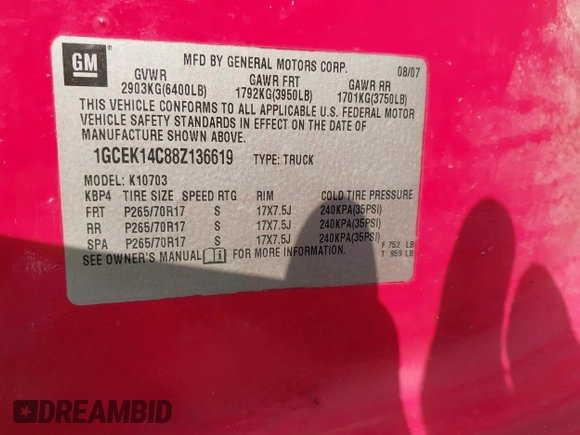 GM
MFD BY GENERAL MOTORS CORP. 08/07
GVWR GAWR FRT GAWR RR
2903KG(6400LB) 1792KG(3950LB) 1701KG(3750LB)
THIS VEHICLE CONFORMS TO ALL APPLICABLE U.S. FEDERAL MOTOR
VEHICLE SAFETY STANDARDS IN EFFECT ON THE DATE OF
MANUFACTURE SHOWN ABOVE.
1GCEK14C88Z136619 TYPE: TRUCK
MODEL: K10703
KBP4 TIRE SIZE SPEED RTG RIM COLD TIRE PRESSURE
FRT P265/70R17 S 17X7.5J 240KPA(35PSI)
RR P265/70R17 S 17X7.5J 240KPA(35PSI)
SPA P265/70R17 S 17X7.5J 240KPA(35PSI)
F 752 LB
SEE OWNER'S MANUAL FOR MORE INFORMATION. T 959 LB
DREAMBID